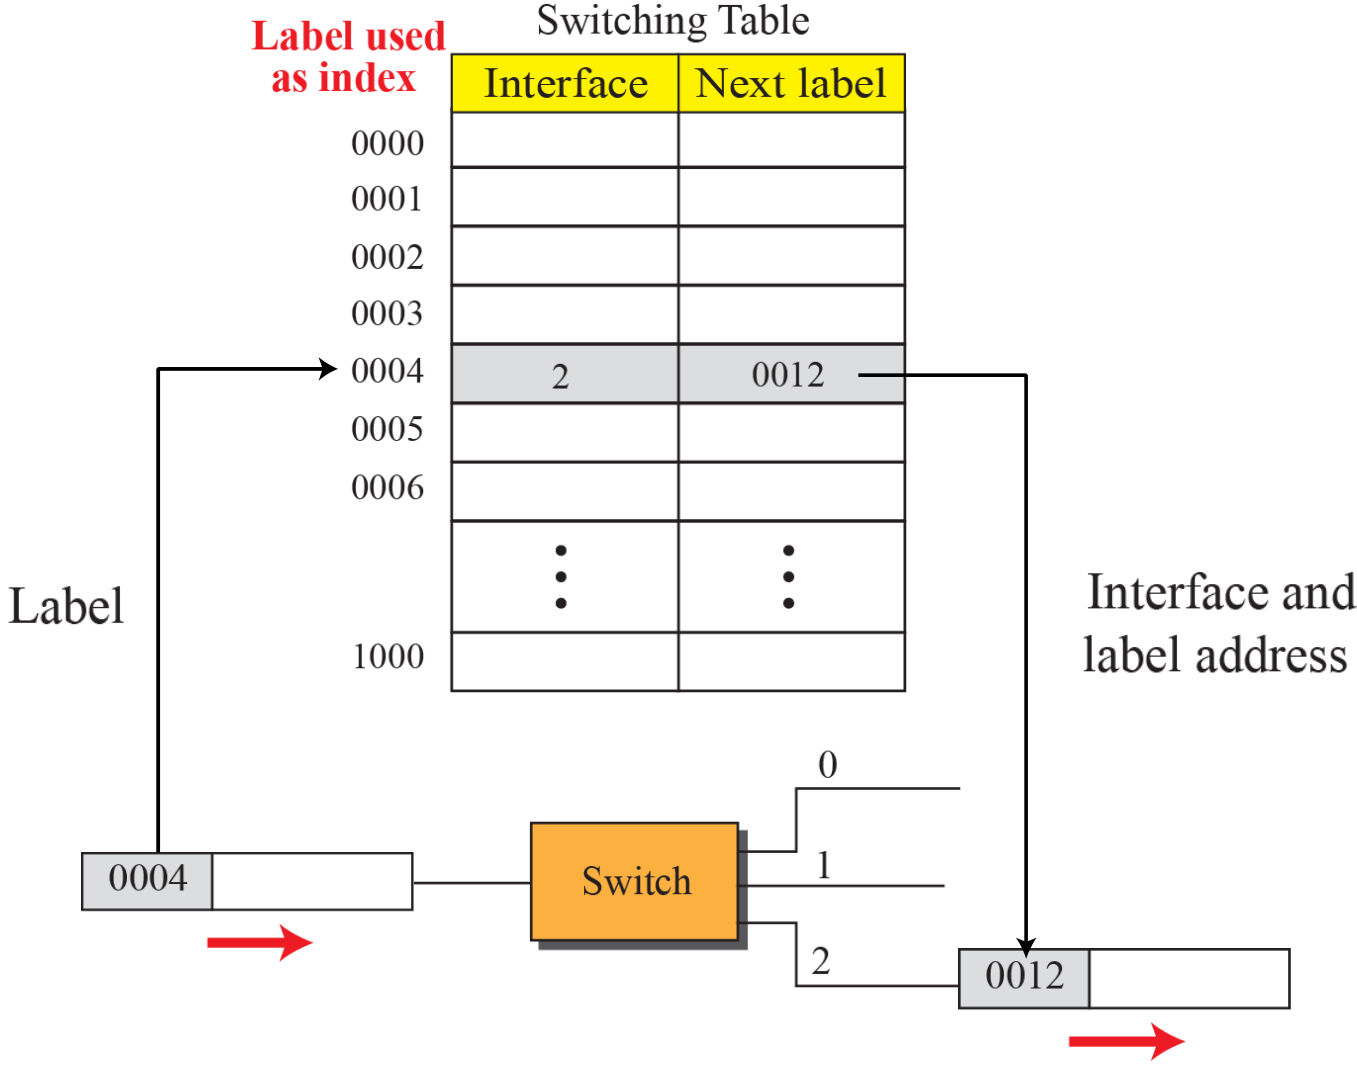 Switching Table
Label used
as index
Interface Next label
0000
0001
0002
0003
0004 2 0012
0005
0006
1000
Label
Interface and
label address
0
1
2
0004
Switch
0012